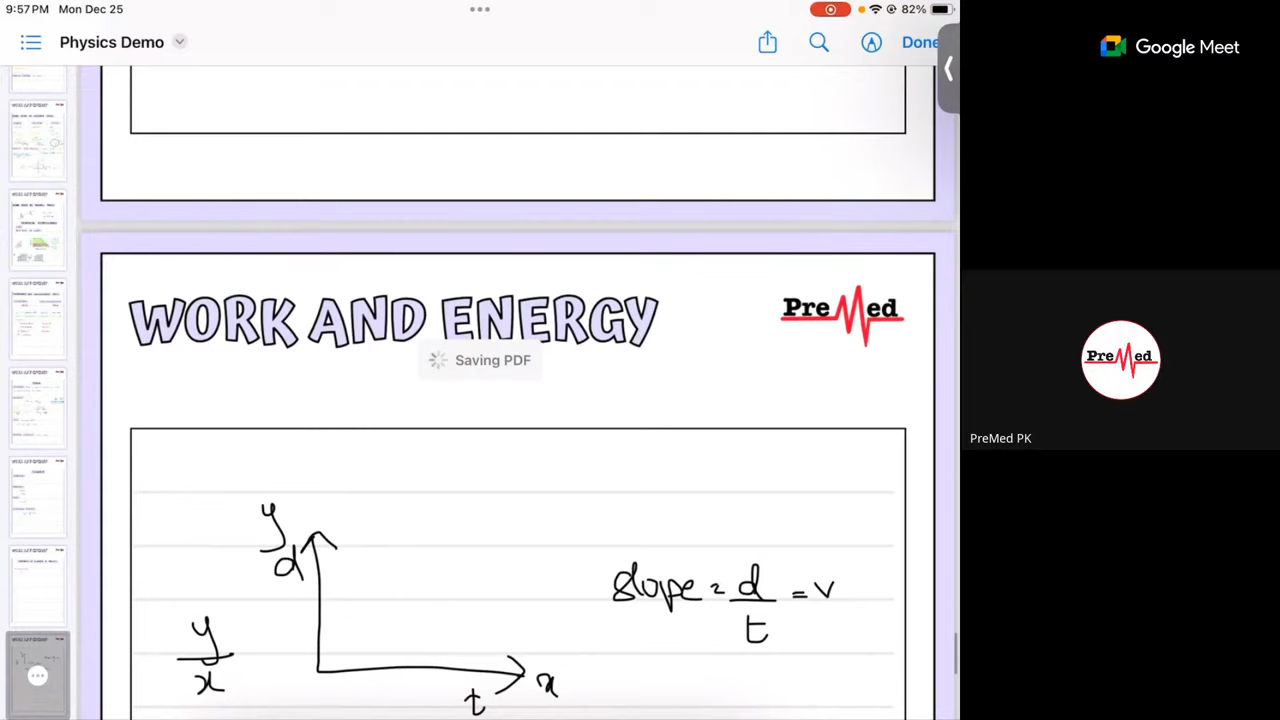 9:57 PM Mon Dec 25
82%
Physics Demo
Done
Google Meet
WORK AND ENERGY
PreMed
Saving PDF
PreMed
PreMed PK
y
d
slope = d/t = v
y/x
t
x